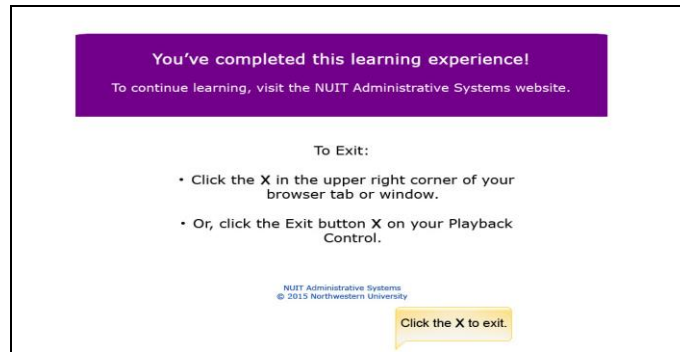 You've completed this learning experience!
To continue learning, visit the NUIT Administrative Systems website.
To Exit:
• Click the X in the upper right corner of your
browser tab or window.
• Or, click the Exit button X on your Playback
Control.
NUIT Administrative Systems
© 2015 Northwestern University
Click the X to exit.